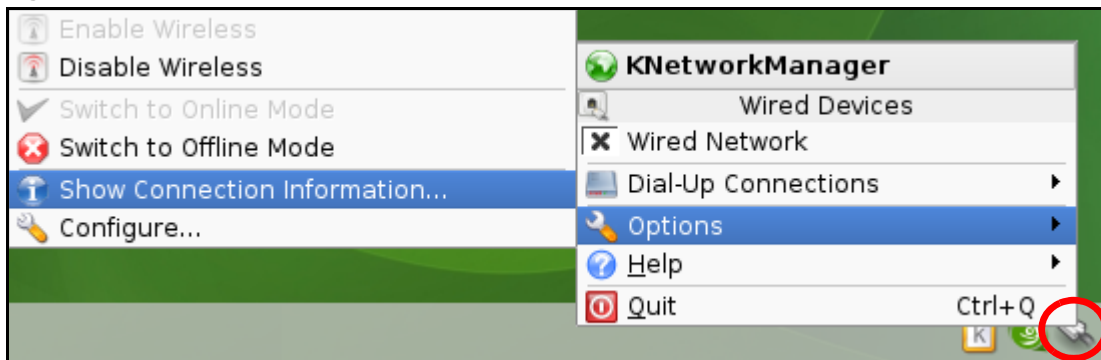 Enable Wireless
Disable Wireless
Switch to Online Mode
Switch to Offline Mode
Show Connection Information...
Configure...
KNetworkManager
Wired Devices
Wired Network
Dial-Up Connections
Options
Help
Quit Ctrl+Q
K